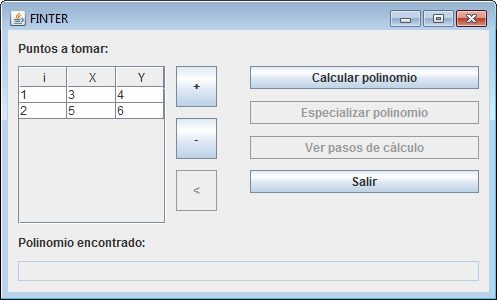 FINTER
Puntos a tomar:
i X Y
1 3 4
2 5 6
+
-
<
Calcular polinomio
Especializar polinomio
Ver pasos de cálculo
Salir
Polinomio encontrado: